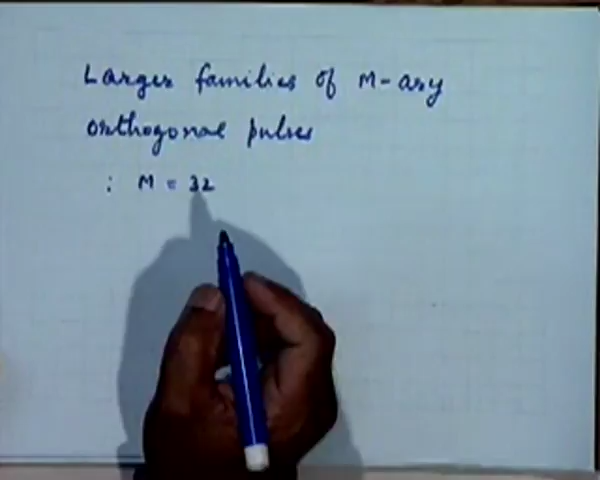 Larger families of M-ary
orthogonal pulses
: M = 32